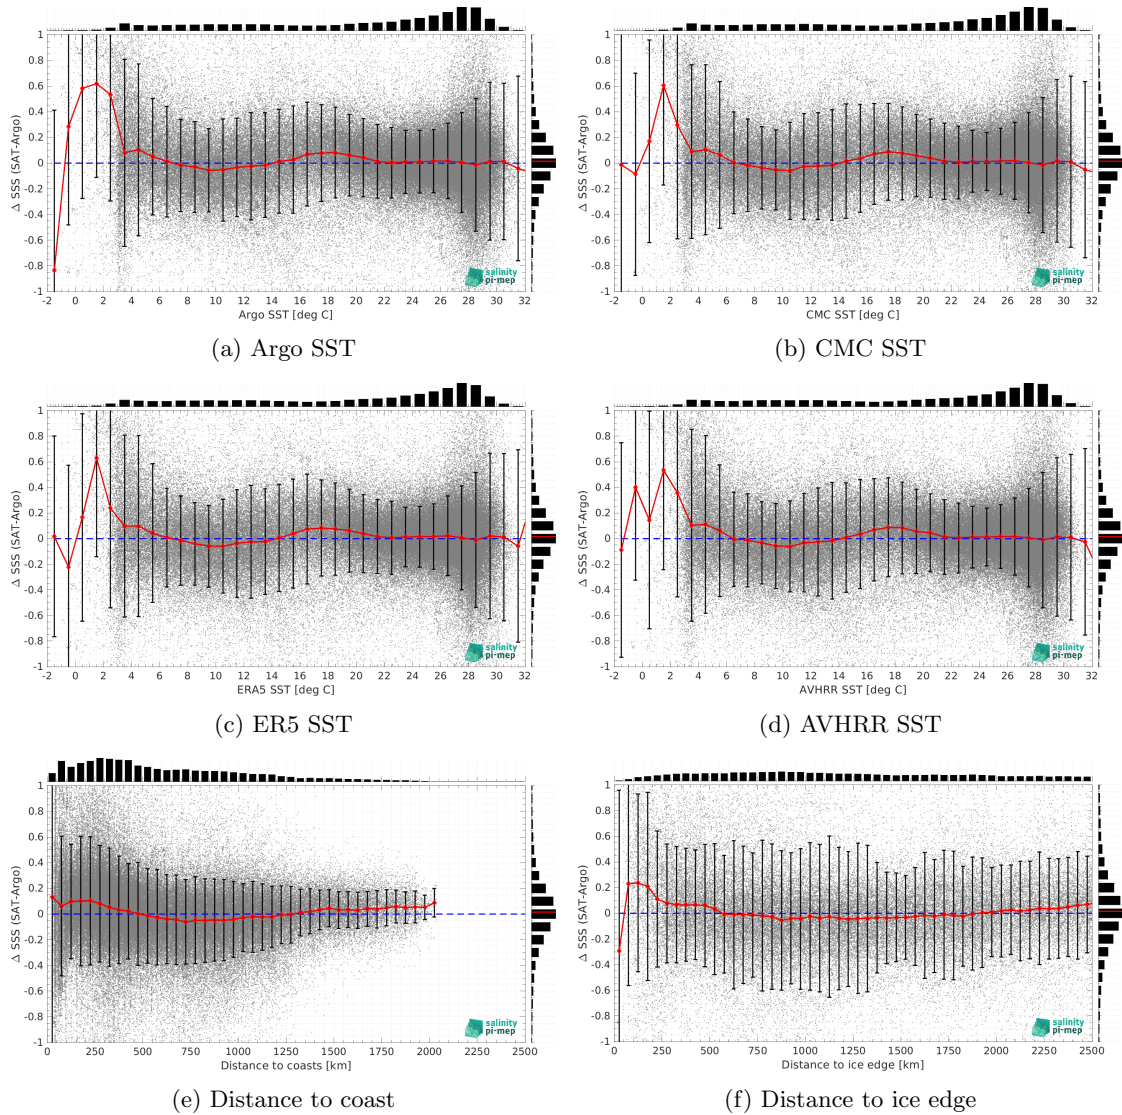 1
0.8
0.6
0.4
0.2
0
-0.2
-0.4
-0.6
-0.8
-1
Δ SSS (SAT-Argo)
-2 0 2 4 6 8 10 12 14 16 18 20 22 24 26 28 30 32
Argo SST [deg C]
salinity
pi-mep
(a) Argo SST
1
0.8
0.6
0.4
0.2
0
-0.2
-0.4
-0.6
-0.8
-1
Δ SSS (SAT-Argo)
-2 0 2 4 6 8 10 12 14 16 18 20 22 24 26 28 30 32
CMC SST [deg C]
salinity
pi-mep
(b) CMC SST
1
0.8
0.6
0.4
0.2
0
-0.2
-0.4
-0.6
-0.8
-1
Δ SSS (SAT-Argo)
-2 0 2 4 6 8 10 12 14 16 18 20 22 24 26 28 30 32
ERA5 SST [deg C]
salinity
pi-mep
(c) ER5 SST
1
0.8
0.6
0.4
0.2
0
-0.2
-0.4
-0.6
-0.8
-1
Δ SSS (SAT-Argo)
-2 0 2 4 6 8 10 12 14 16 18 20 22 24 26 28 30 32
AVHRR SST [deg C]
salinity
pi-mep
(d) AVHRR SST
1
0.8
0.6
0.4
0.2
0
-0.2
-0.4
-0.6
-0.8
-1
Δ SSS (SAT-Argo)
0 250 500 750 1000 1250 1500 1750 2000 2250 2500
Distance to coasts [km]
salinity
pi-mep
(e) Distance to coast
1
0.8
0.6
0.4
0.2
0
-0.2
-0.4
-0.6
-0.8
-1
Δ SSS (SAT-Argo)
0 250 500 750 1000 1250 1500 1750 2000 2250 2500
Distance to ice edge [km]
salinity
pi-mep
(f) Distance to ice edge